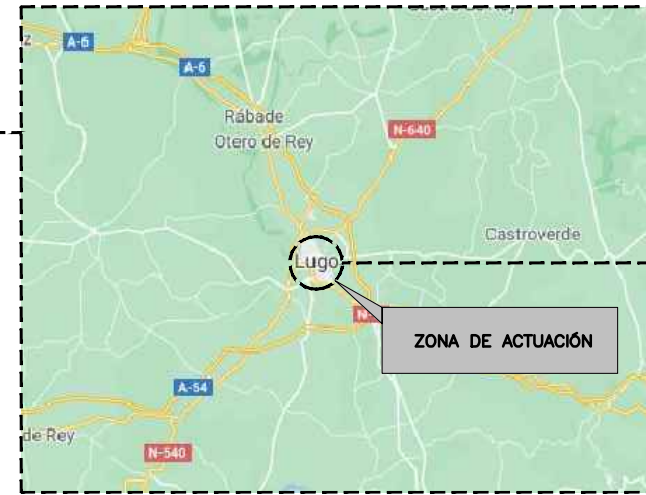 A-6
A-6
Rábade
Otero de Rey
N-640
Castroverde
Lugo
ZONA DE ACTUACIÓN
A-54
de Rey
N-540